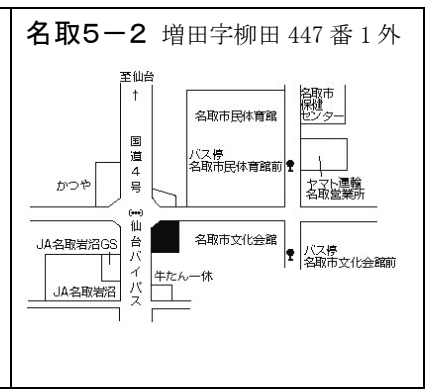 名取5－2 増田字柳田 447 番 1 外
至仙台
↑
国道4号
仙台バイパス
名取市民体育館
名取市
保健
センター
バス停
名取市民体育館前
ヤマト運輸
名取営業所
かつや
JA名取岩沼GS
名取市文化会館
バス停
名取市文化会館前
牛たん一休
JA名取岩沼